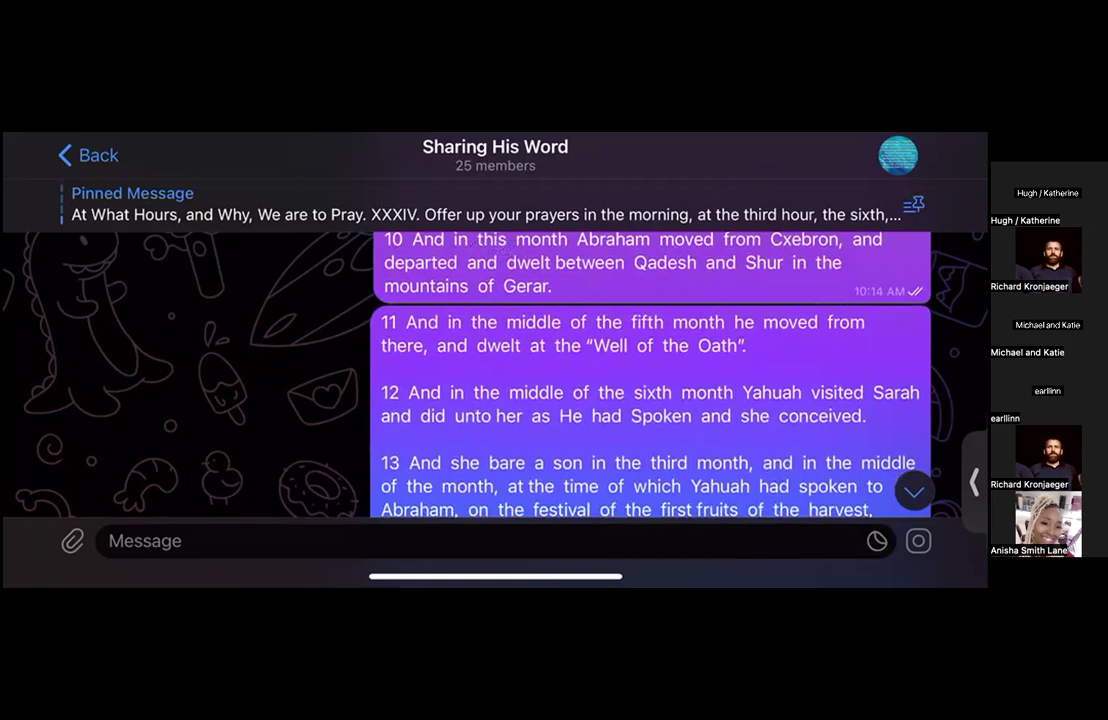 Back
Sharing His Word
25 members
Pinned Message
At What Hours, and Why, We are to Pray. XXXIV. Offer up your prayers in the morning, at the third hour, the sixth,...
10 And in this month Abraham moved from Cxebron, and
departed and dwelt between Qadesh and Shur in the
mountains of Gerar.
10:14 AM
11 And in the middle of the fifth month he moved from
there, and dwelt at the “Well of the Oath”.
12 And in the middle of the sixth month Yahuah visited Sarah
and did unto her as He had Spoken and she conceived.
13 And she bare a son in the third month, and in the middle
of the month, at the time of which Yahuah had spoken to
Abraham, on the festival of the first fruits of the harvest,
Message
Hugh / Katherine
Hugh / Katherine
Richard Kronjaeger
Michael and Katie
Michael and Katie
earllinn
earllinn
Richard Kronjaeger
Anisha Smith Lane